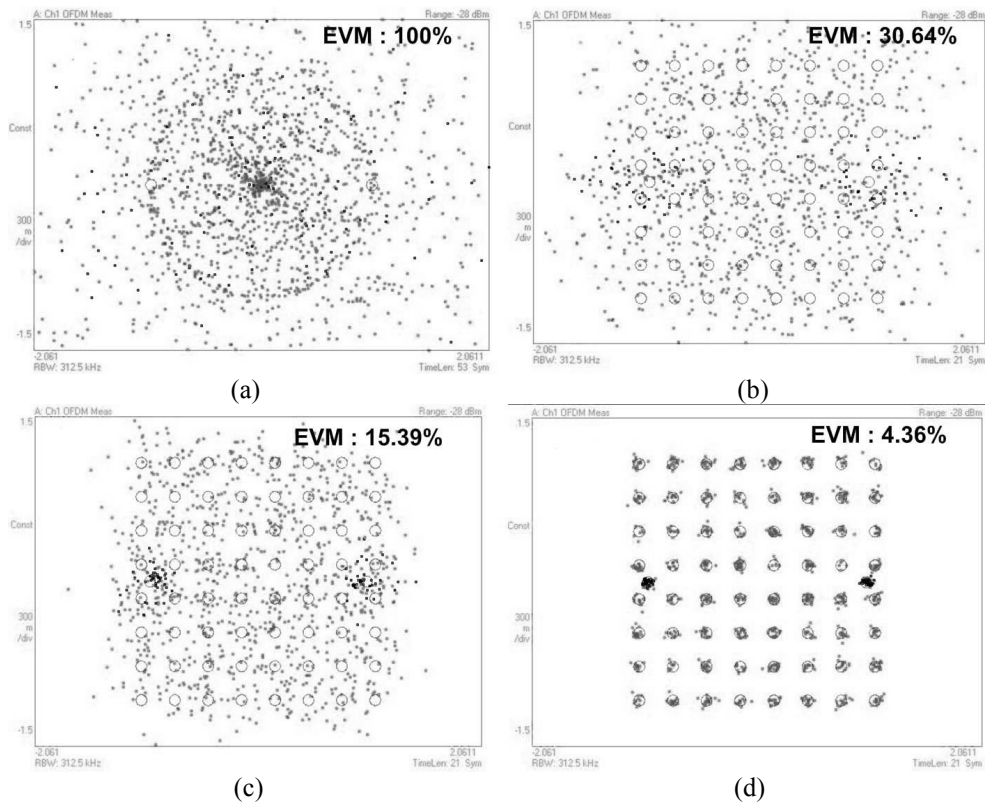 A: Ch1 OFDM Meas
Range: -28 dBm
1.5
EVM : 100%
Const
300
m
/div
-1.5
-2.061
2.0611
RBW: 312.5 kHz
TimeLen: 53 Sym
(a)
A: Ch1 OFDM Meas
Range: -28 dBm
1.5
EVM : 30.64%
Const
300
m
/div
-1.5
-2.061
2.0611
RBW: 312.5 kHz
TimeLen: 21 Sym
(b)
A: Ch1 OFDM Meas
Range: -28 dBm
1.5
EVM : 15.39%
Const
300
m
/div
-1.5
-2.061
2.0611
RBW: 312.5 kHz
TimeLen: 21 Sym
(c)
A: Ch1 OFDM Meas
Range: -28 dBm
1.5
EVM : 4.36%
Const
300
m
/div
-1.5
-2.061
2.0611
RBW: 312.5 kHz
TimeLen: 21 Sym
(d)